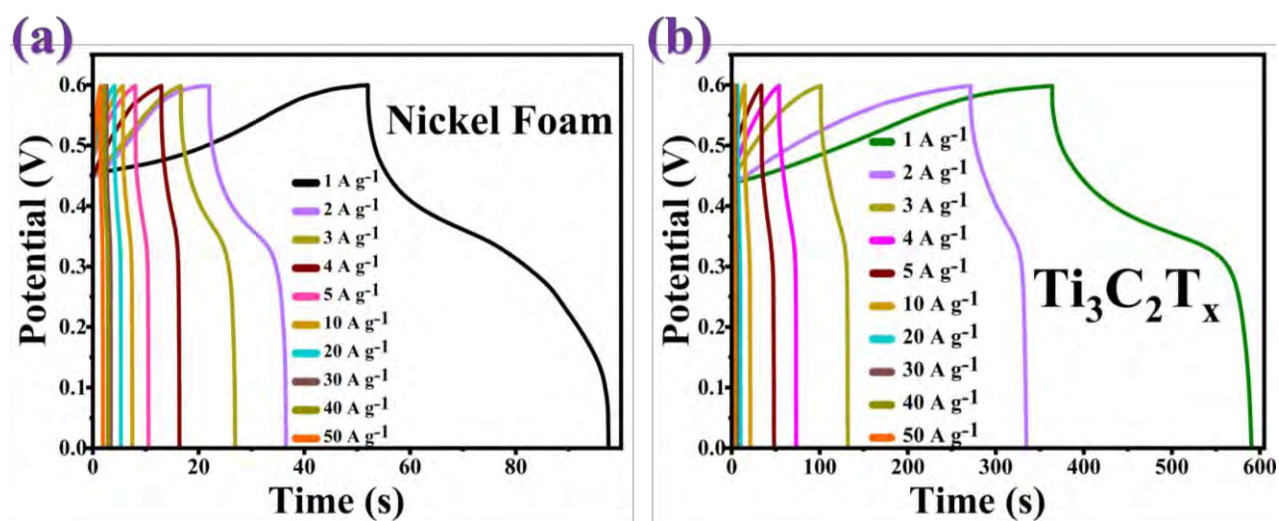 (a)
Potential (V)
0.6
0.5
0.4
0.3
0.2
0.1
0.0
Nickel Foam
1 A g-1
2 A g-1
3 A g-1
4 A g-1
5 A g-1
10 A g-1
20 A g-1
30 A g-1
40 A g-1
50 A g-1
0 20 40 60 80
Time (s)
(b)
Potential (V)
0.6
0.5
0.4
0.3
0.2
0.1
0.0
1 A g-1
2 A g-1
3 A g-1
4 A g-1
5 A g-1
10 A g-1
20 A g-1
30 A g-1
40 A g-1
50 A g-1
Ti3C2Tx
0 100 200 300 400 500 600
Time (s)